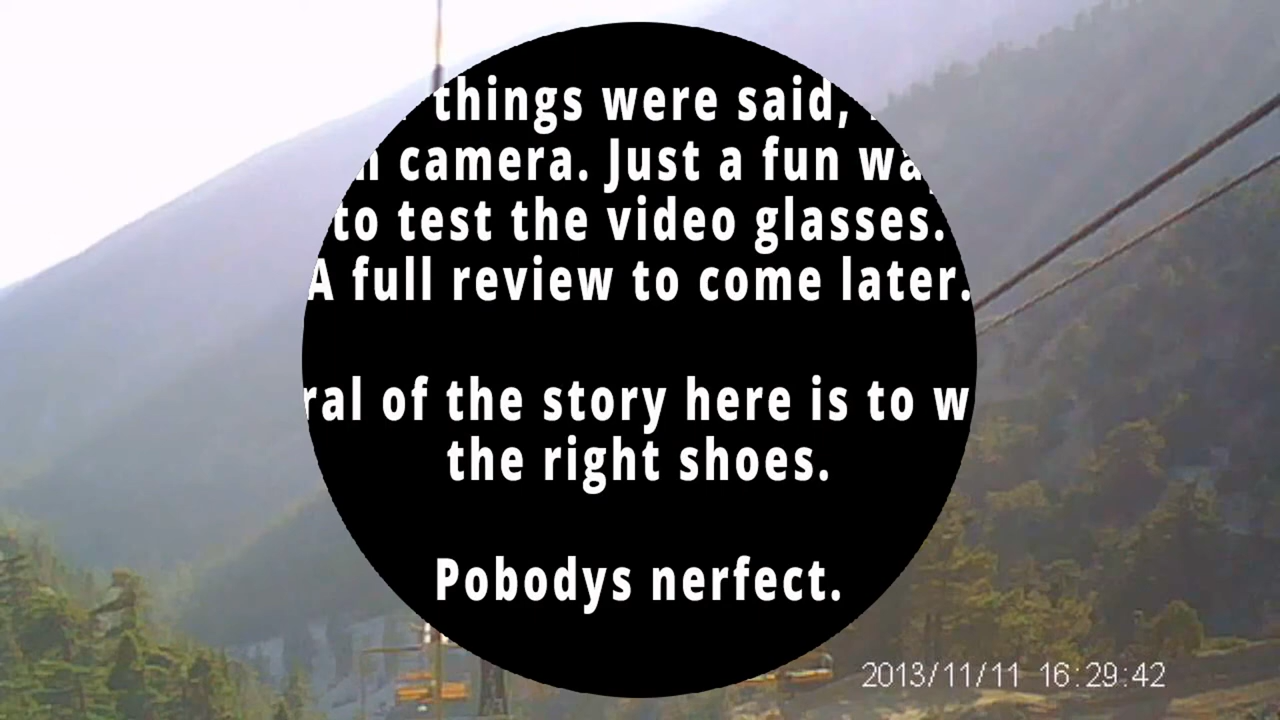 things were said,
camera. Just a fun
to test the video glasses.
A full review to come later.
of the story here is to
the right shoes.
Pobodys nerfect.
2013/11/11 16:29:42